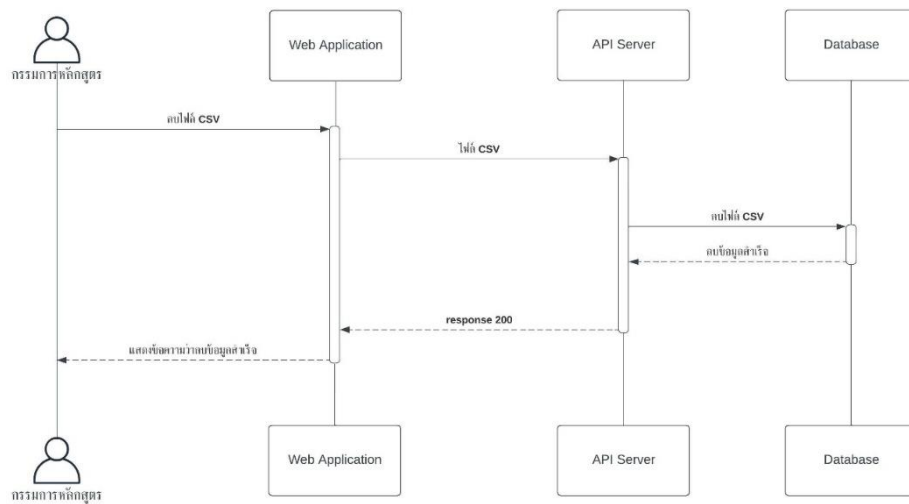 Web Application
API Server
Database
กรรมการหลักสูตร
ลบไฟล์ CSV
ไฟล์ CSV
ลบไฟล์ CSV
ลบข้อมูลสำเร็จ
response 200
แสดงข้อความว่าลบข้อมูลสำเร็จ
Web Application
API Server
Database
กรรมการหลักสูตร